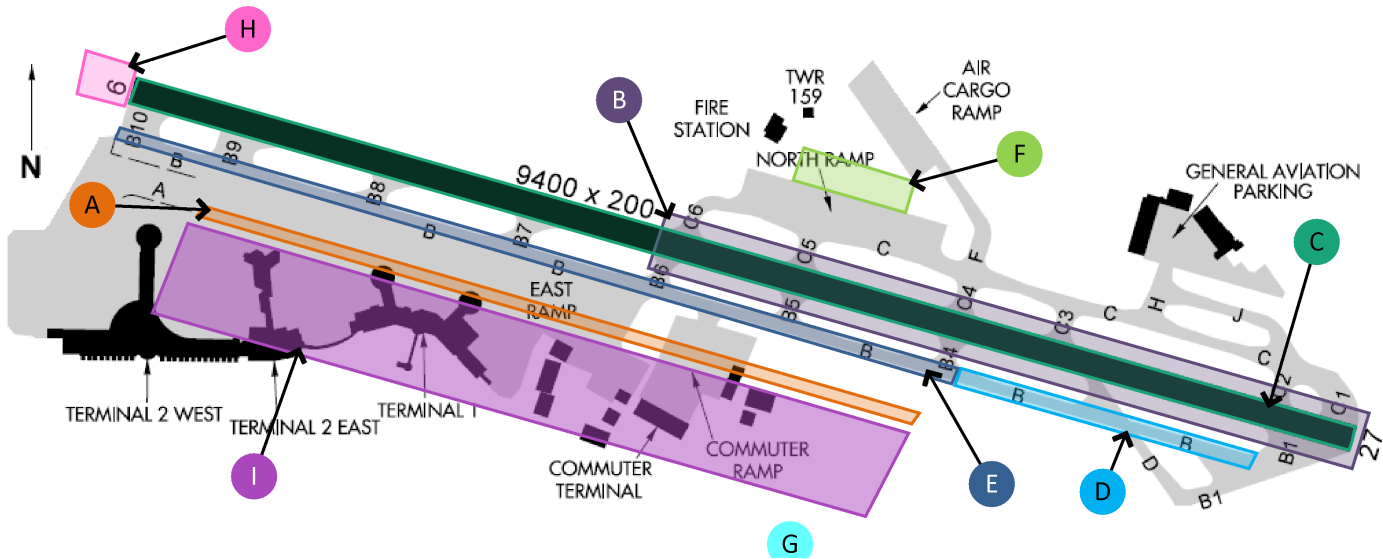 H
6
N
B10
B
B9
A
A
B8
B
B7
B
9400 x 200
B
FIRE
STATION
TWR
159
AIR
CARGO
RAMP
NORTH RAMP
F
GENERAL AVIATION
PARKING
C
C6
C5
C
F
C4
C3
C
H
J
C
C2
C1
27
B6
B5
B
B4
B
B
B1
D
B1
EAST
RAMP
TERMINAL 2 WEST
TERMINAL 2 EAST
TERMINAL 1
COMMUTER
TERMINAL
COMMUTER
RAMP
I
E
D
G